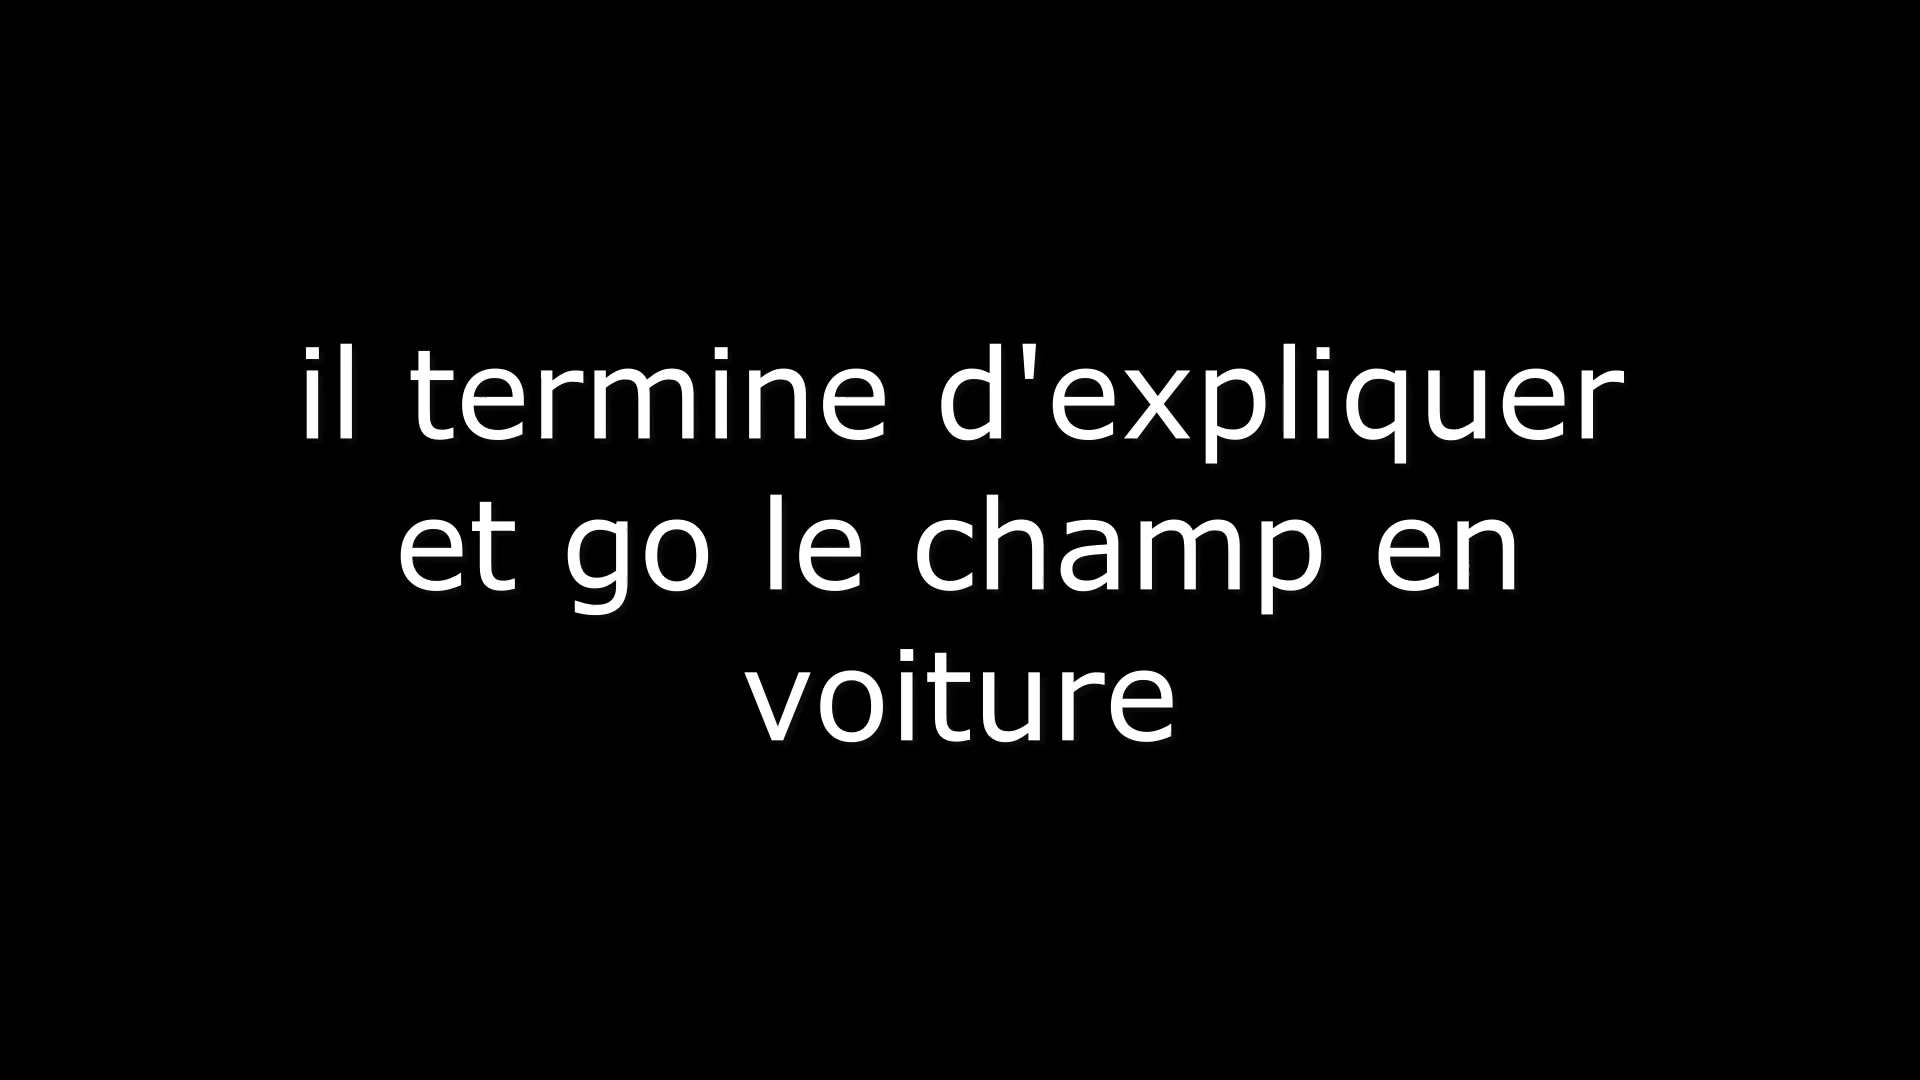 il termine d'expliquer
et go le champ en
voiture